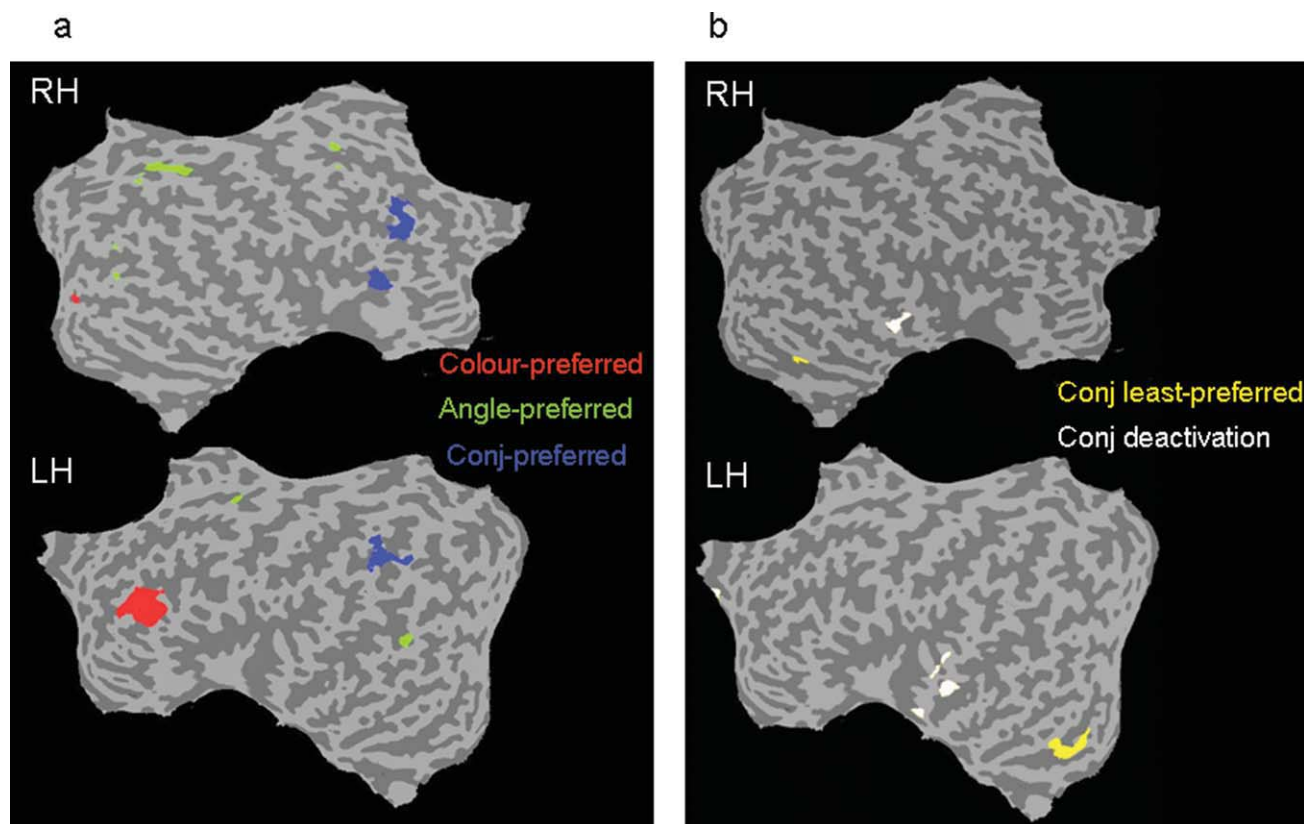 a
b
RH
RH
Colour-preferred
Angle-preferred
Conj-preferred
Conj least-preferred
Conj deactivation
LH
LH